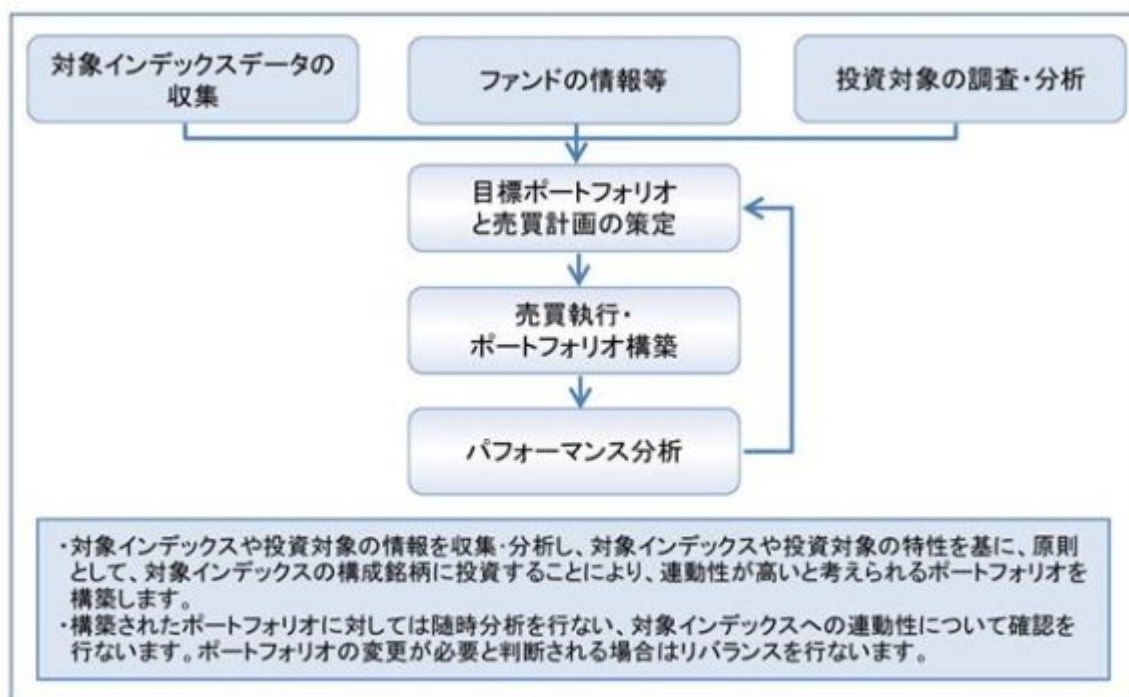 対象インデックスデータの
収集
ファンドの情報等
投資対象の調査・分析
目標ポートフォリオ
と売買計画の策定
売買執行・
ポートフォリオ構築
パフォーマンス分析
・対象インデックスや投資対象の情報を収集・分析し、対象インデックスや投資対象の特性を基に、原則
として、対象インデックスの構成銘柄に投資することにより、連動性が高いと考えられるポートフォリオを
構築します。
・構築されたポートフォリオに対しては随時分析を行ない、対象インデックスへの連動性について確認を
行ないます。ポートフォリオの変更が必要と判断される場合はリバランスを行ないます。